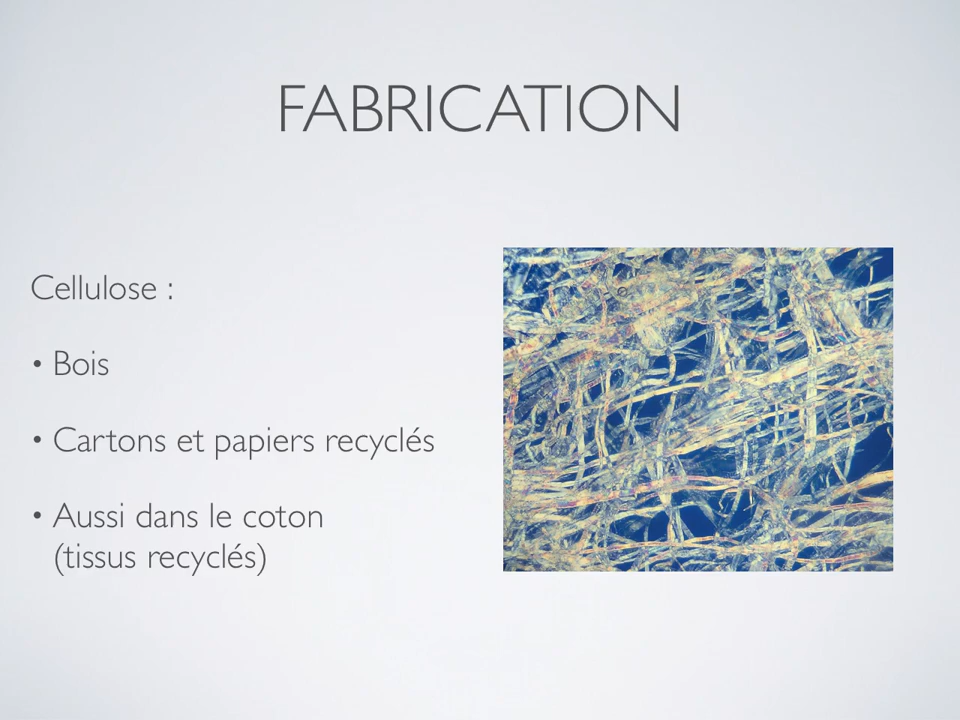 FABRICATION
Cellulose :
• Bois
• Cartons et papiers recyclés
• Aussi dans le coton
(tissus recyclés)